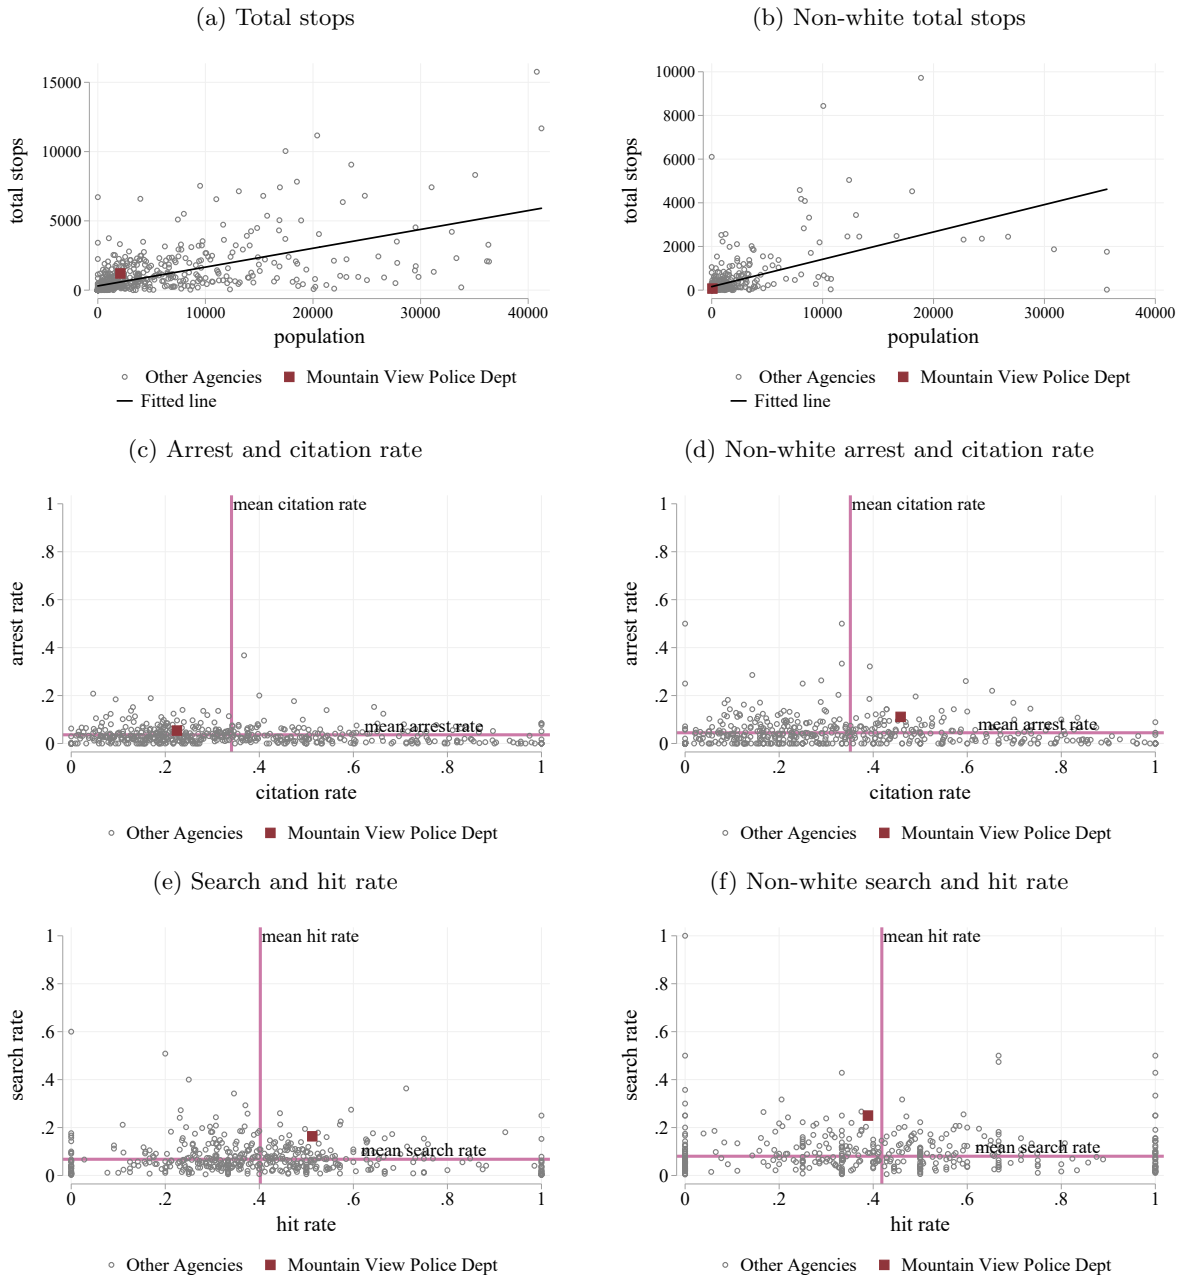 (a) Total stops
15000
10000
5000
0
total stops
0 10000 20000 30000 40000
population
Other Agencies Mountain View Police Dept
Fitted line
(b) Non-white total stops
10000
8000
6000
4000
2000
0
total stops
0 10000 20000 30000 40000
population
Other Agencies Mountain View Police Dept
Fitted line
(c) Arrest and citation rate
mean citation rate
1
.8
.6
.4
.2
0
arrest rate
mean arrest rate
0 .2 .4 .6 .8 1
citation rate
Other Agencies Mountain View Police Dept
(d) Non-white arrest and citation rate
mean citation rate
1
.8
.6
.4
.2
0
arrest rate
mean arrest rate
0 .2 .4 .6 .8 1
citation rate
Other Agencies Mountain View Police Dept
(e) Search and hit rate
mean hit rate
1
.8
.6
.4
.2
0
search rate
mean search rate
0 .2 .4 .6 .8 1
hit rate
Other Agencies Mountain View Police Dept
(f) Non-white search and hit rate
mean hit rate
1
.8
.6
.4
.2
0
search rate
mean search rate
0 .2 .4 .6 .8 1
hit rate
Other Agencies Mountain View Police Dept